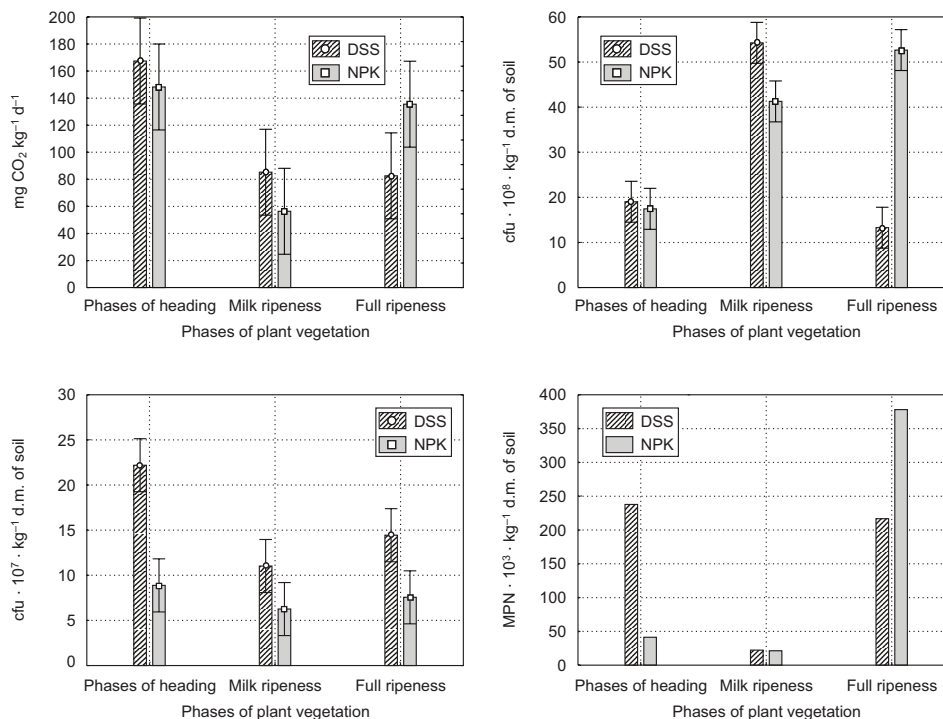 200
180
160
140
120
100
80
60
40
20
0
mg CO₂ kg⁻¹ d⁻¹
DSS
NPK
Phases of heading Milk ripeness Full ripeness
Phases of plant vegetation
60
50
40
30
20
10
0
cfu · 10⁸ · kg⁻¹ d.m. of soil
DSS
NPK
Phases of heading Milk ripeness Full ripeness
Phases of plant vegetation
30
25
20
15
10
5
0
cfu · 10⁷ · kg⁻¹ d.m. of soil
DSS
NPK
Phases of heading Milk ripeness Full ripeness
Phases of plant vegetation
400
350
300
250
200
150
100
50
0
MPN · 10³ · kg⁻¹ d.m. of soil
DSS
NPK
Phases of heading Milk ripeness Full ripeness
Phases of plant vegetation